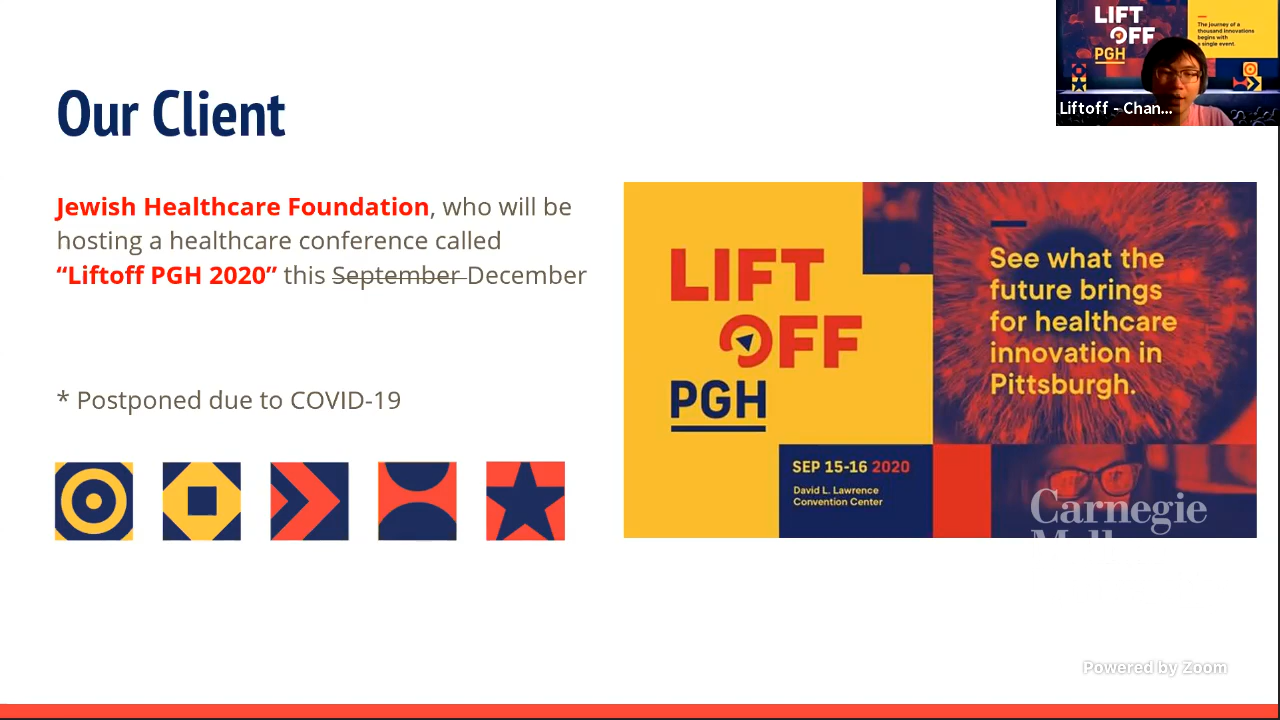 Our Client
Jewish Healthcare Foundation, who will be
hosting a healthcare conference called
“Liftoff PGH 2020” this September December
* Postponed due to COVID-19
LIFT
OFF
PGH
SEP 15-16 2020
David L. Lawrence
Convention Center
See what the
future brings
for healthcare
innovation in
Pittsburgh.
Carnegie
LIFT
OFF
PGH
The journey of a
thousand innovations
begins with
a single event.
Liftoff - Chan...
Powered by Zoom